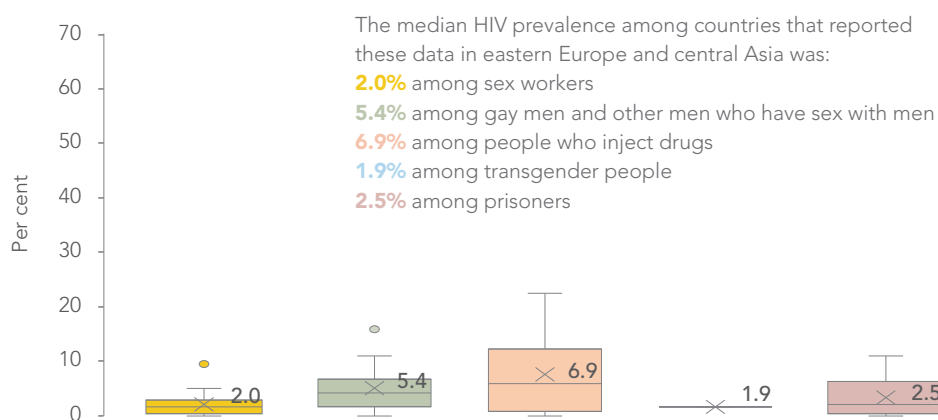 The median HIV prevalence among countries that reported
these data in eastern Europe and central Asia was:
2.0% among sex workers
5.4% among gay men and other men who have sex with men
6.9% among people who inject drugs
1.9% among transgender people
2.5% among prisoners
Per cent
70
60
50
40
30
20
10
0
2.0
5.4
6.9
1.9
2.5